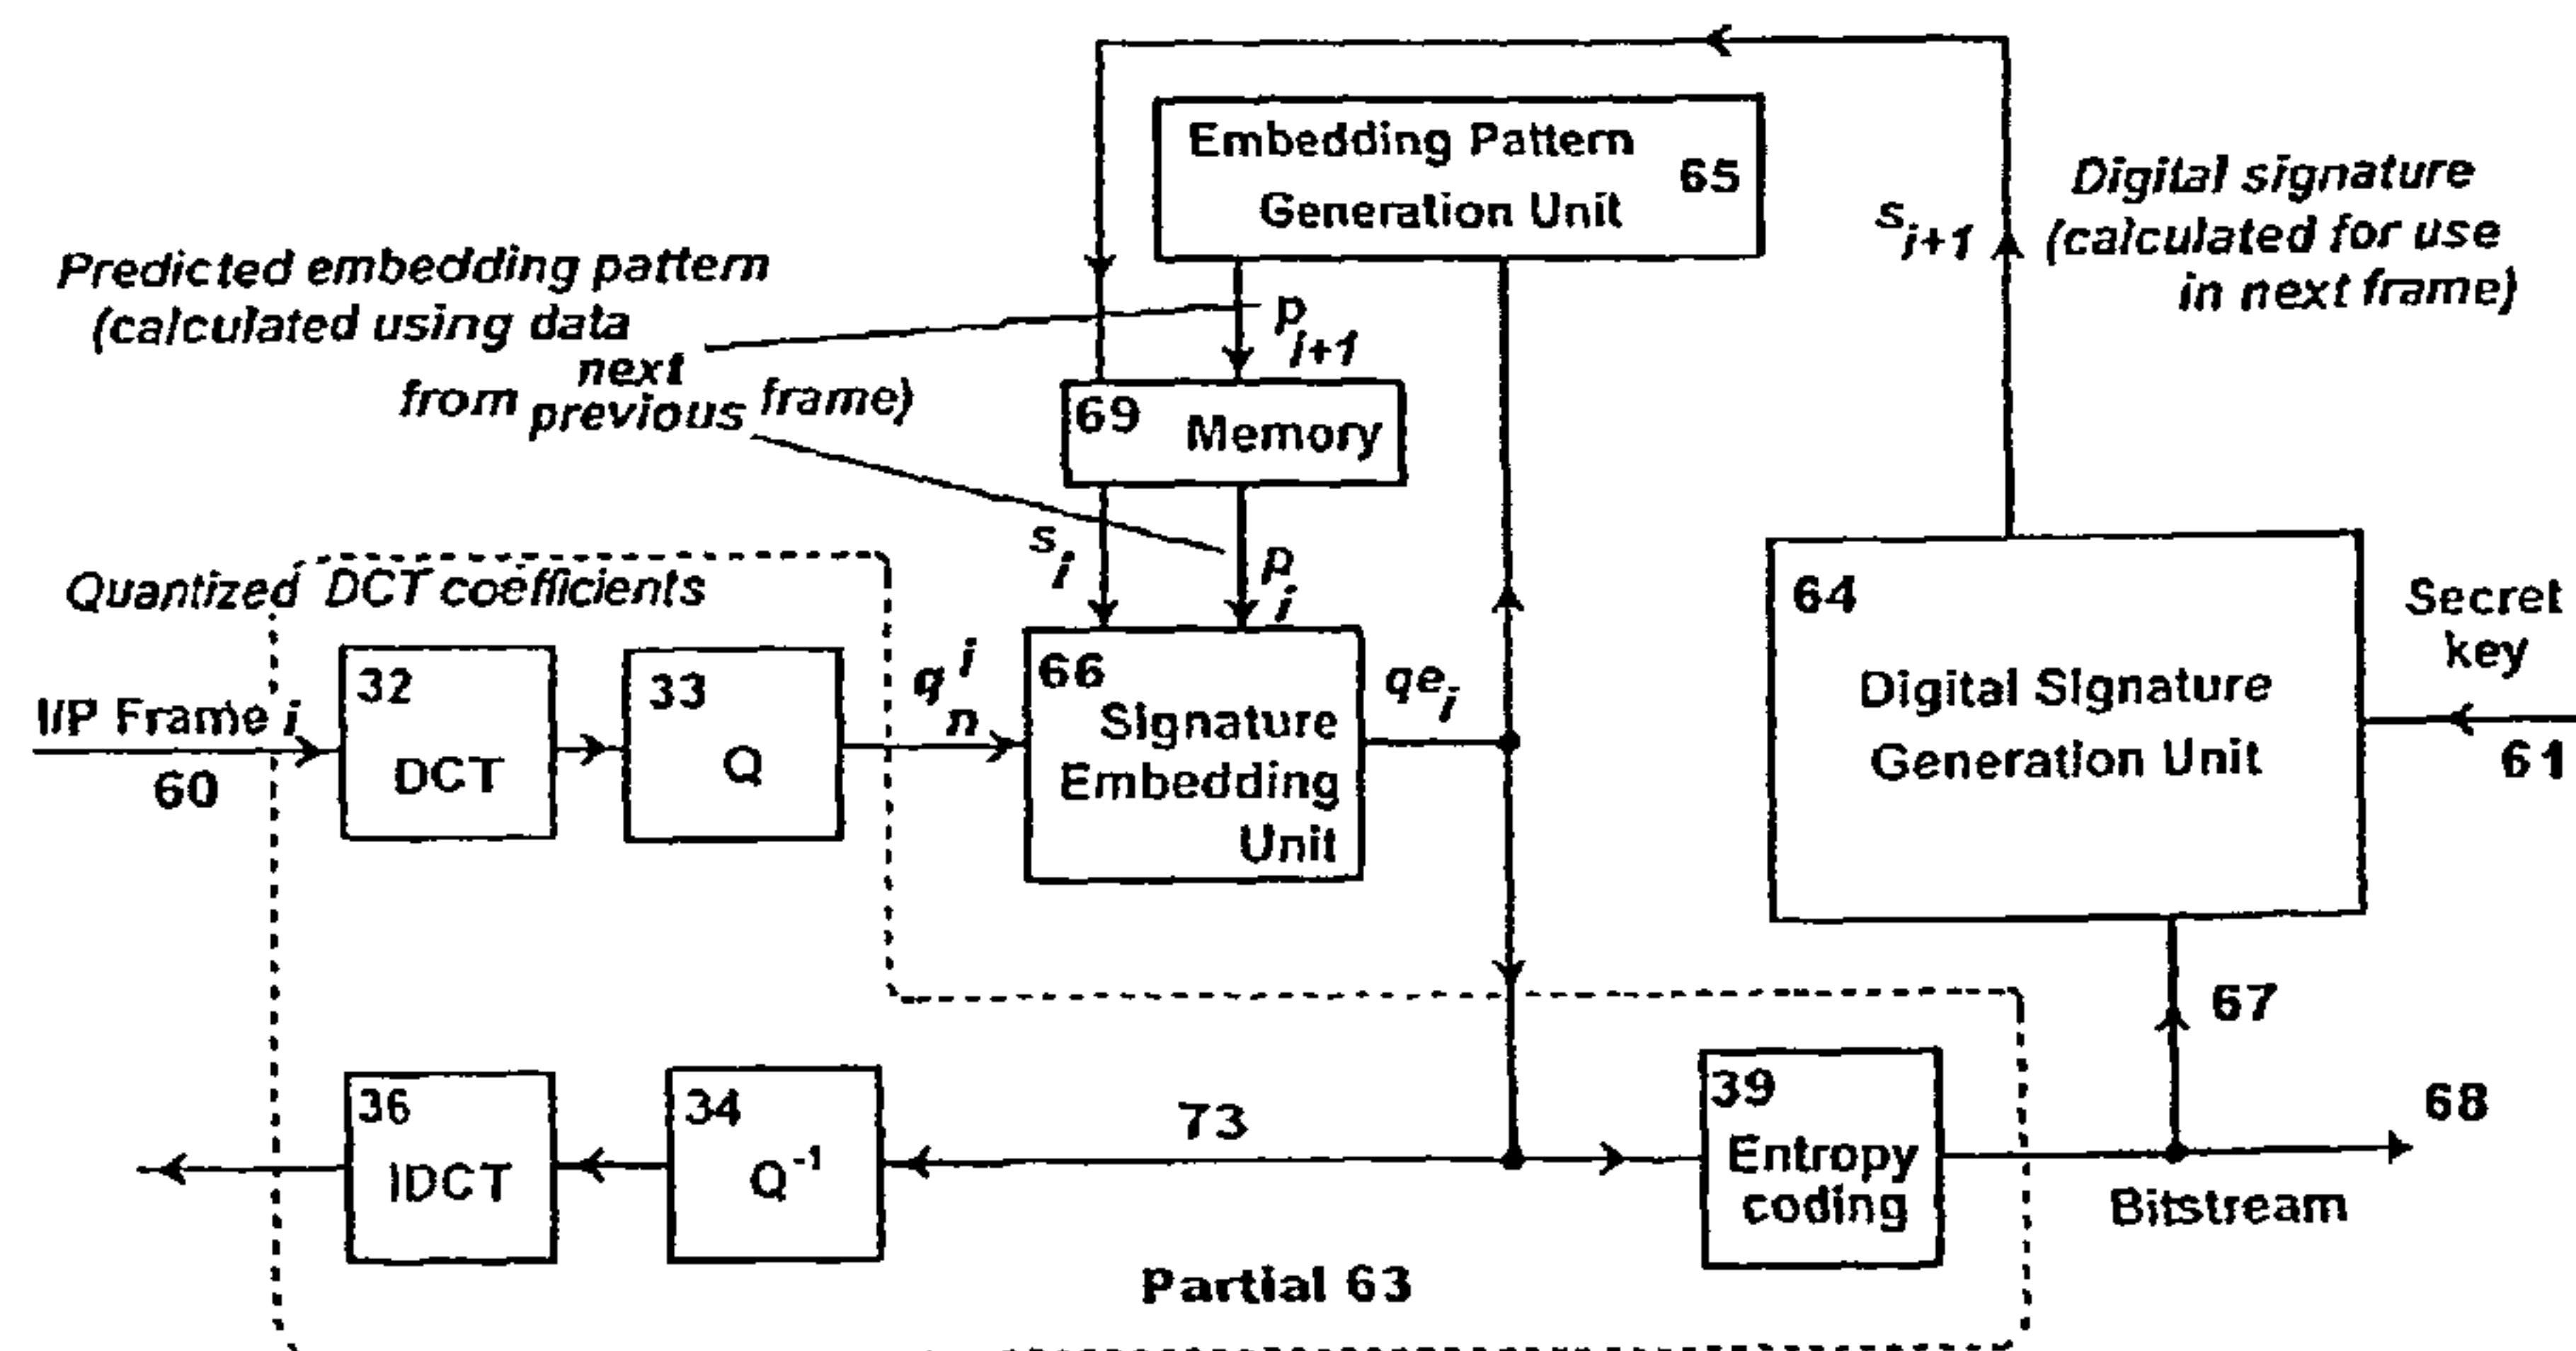 Embedding Pattern
Generation Unit
65
Digital signature
(calculated for use
in next frame)
s i+1
Predicted embedding pattern
(calculated using data
from next previous frame)
p i+1
69 Memory
s i
p i
Quantized DCT coefficients
I/P Frame i
60
32
DCT
33
Q
q i n
66
Signature
Embedding
Unit
qe i
64
Digital Signature
Generation Unit
Secret
key
61
67
68
Bitstream
36
IDCT
34
Q-1
73
39
Entropy
coding
Partial 63